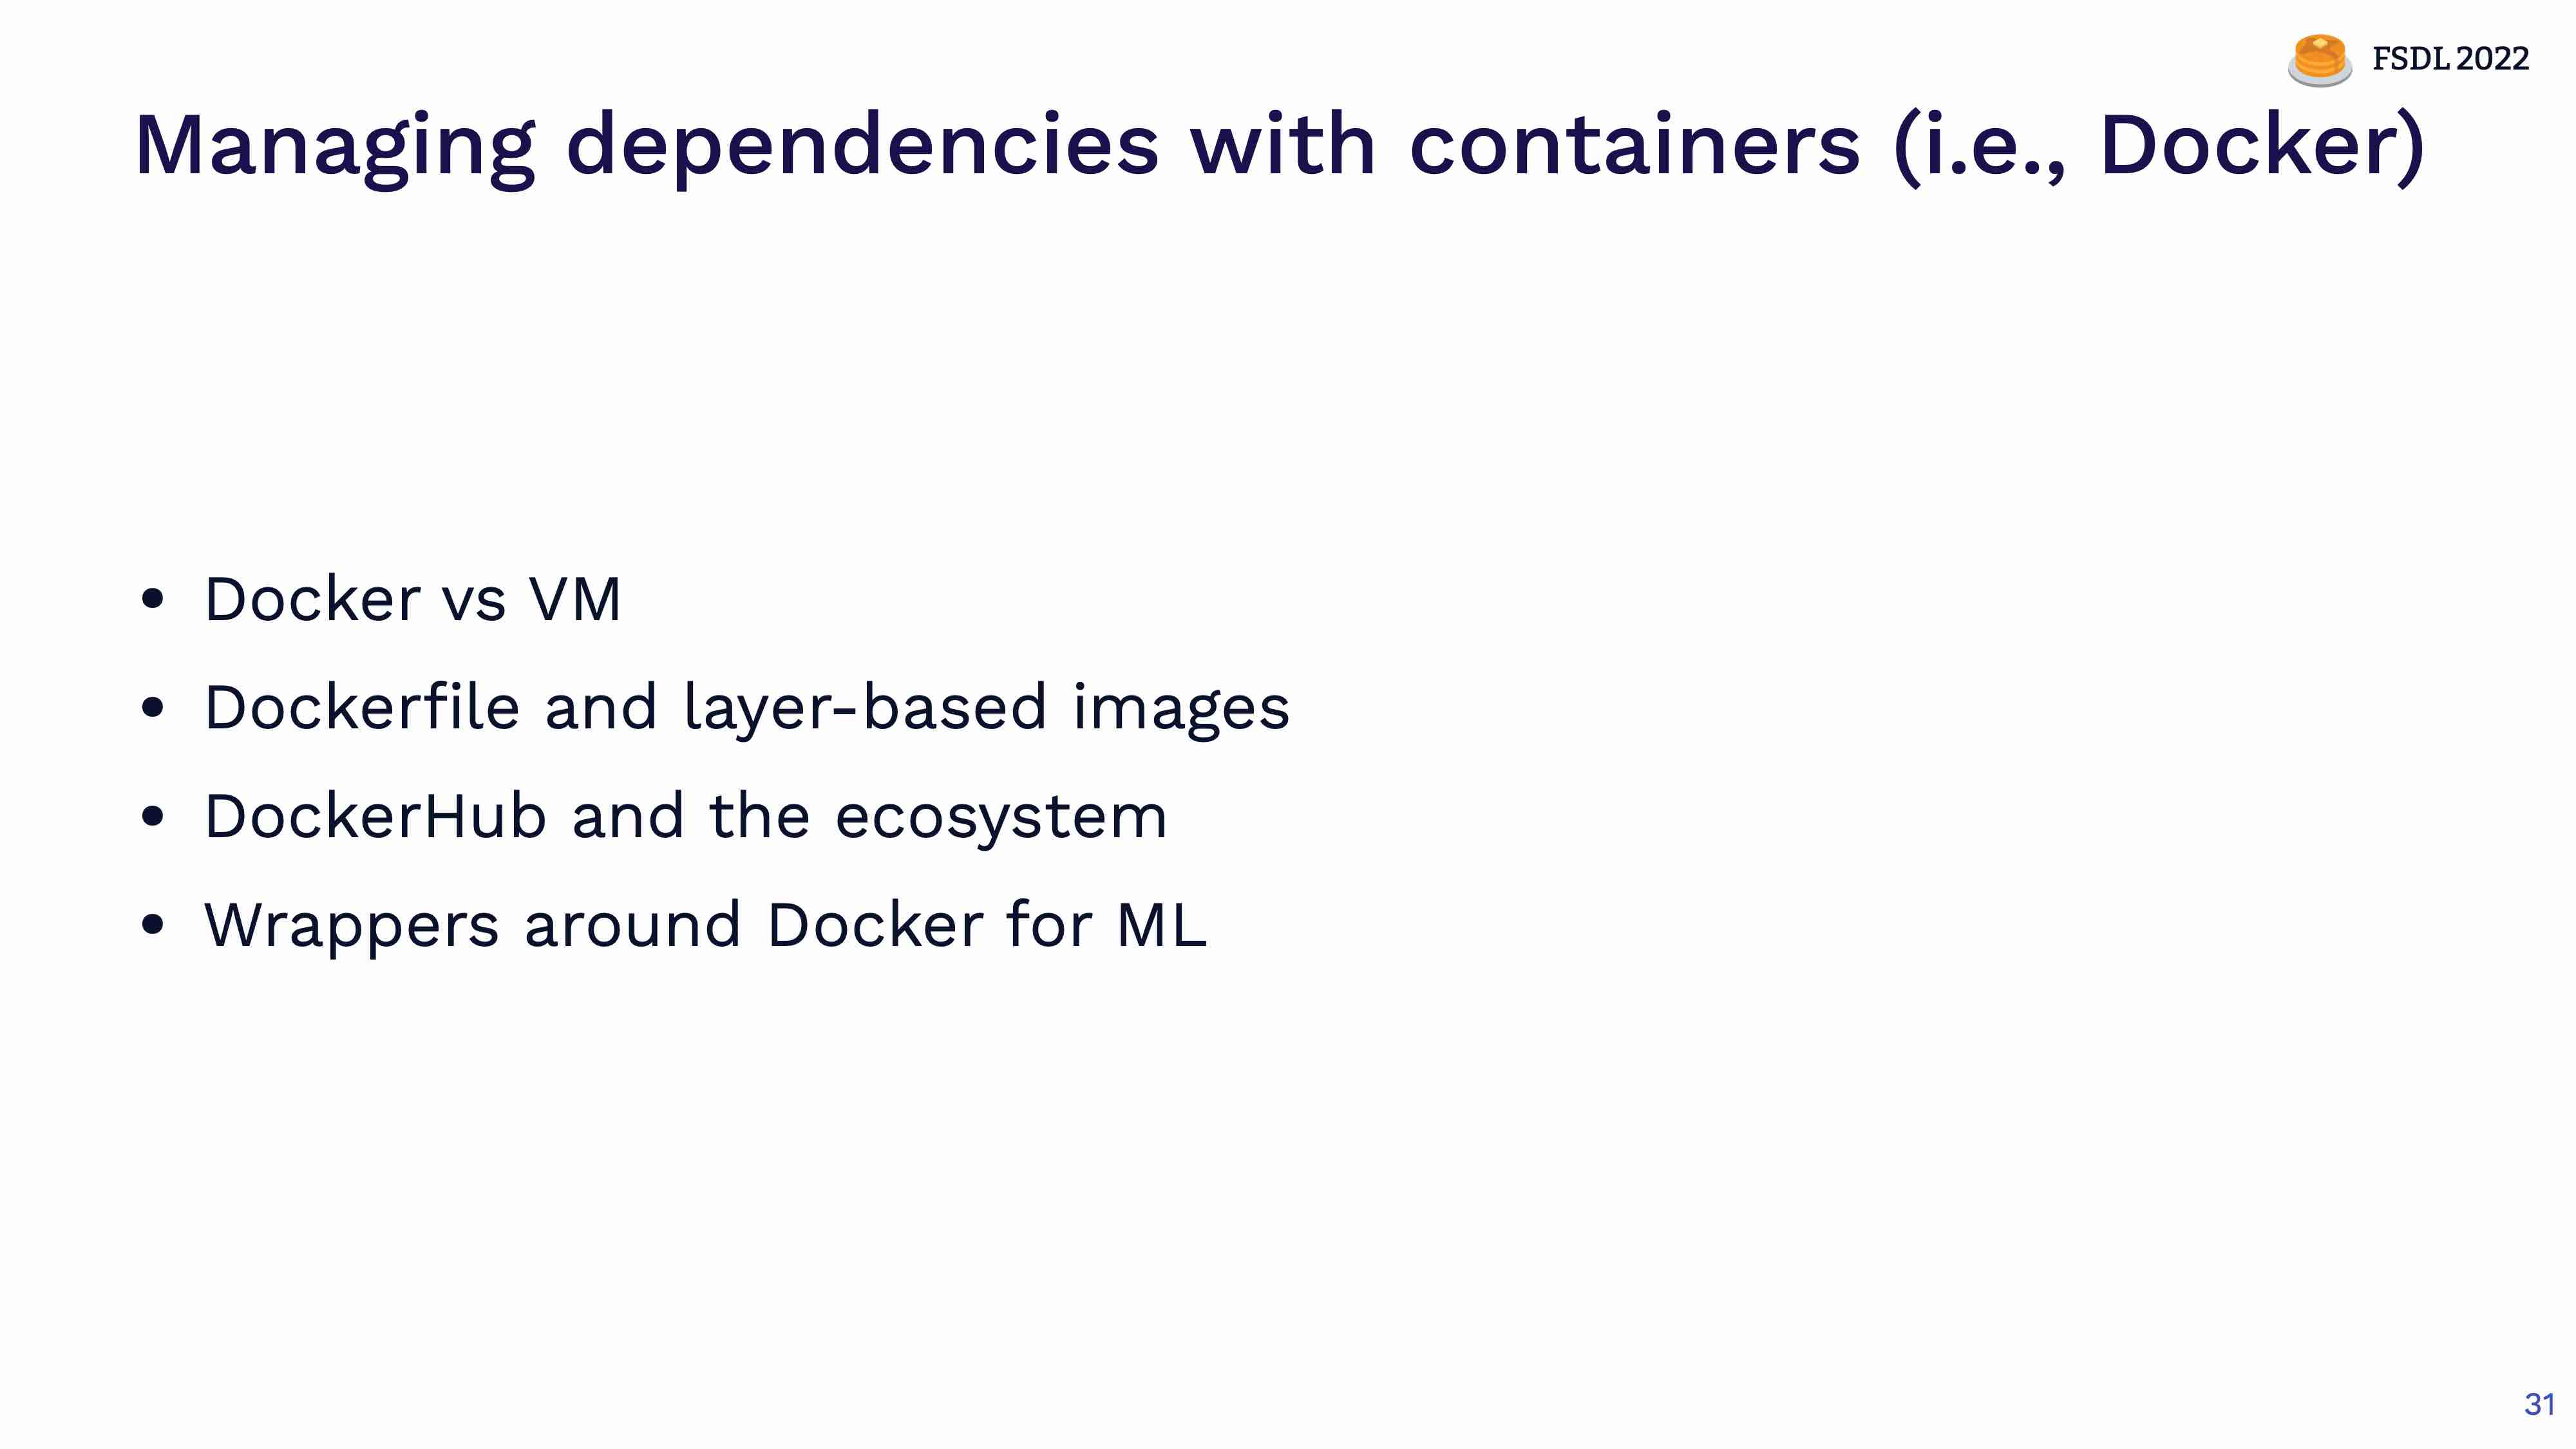 FSDL 2022
Managing dependencies with containers (i.e., Docker)
• Docker vs VM
• Dockerfile and layer-based images
• DockerHub and the ecosystem
• Wrappers around Docker for ML
31